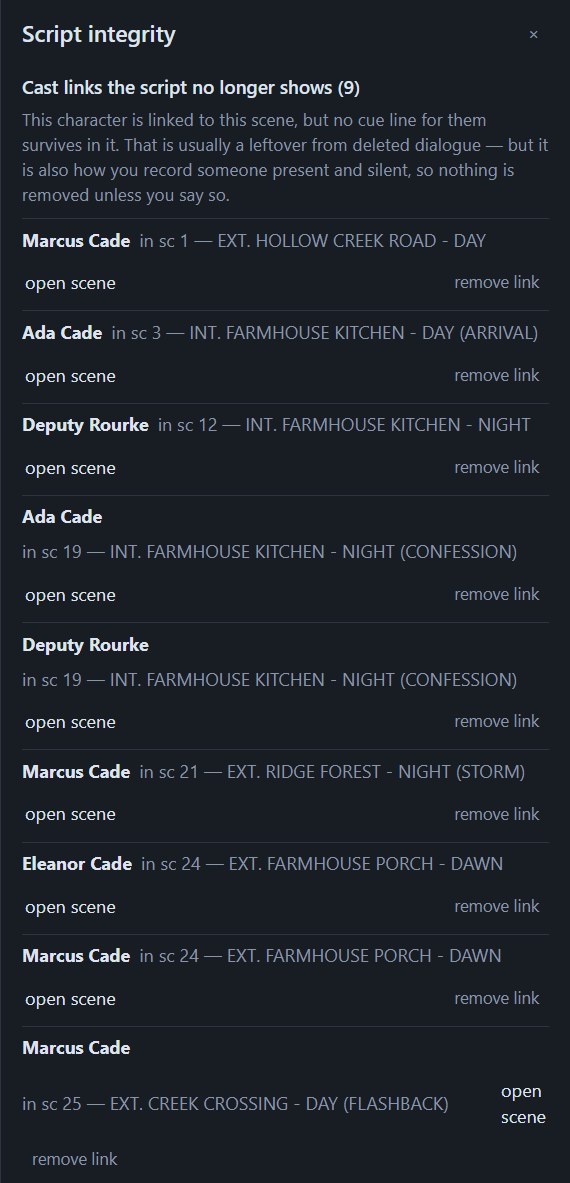 Script integrity ×
Cast links the script no longer shows (9)
This character is linked to this scene, but no cue line for them
survives in it. That is usually a leftover from deleted dialogue — but it
is also how you record someone present and silent, so nothing is
removed unless you say so.
Marcus Cade in sc 1 — EXT. HOLLOW CREEK ROAD - DAY
open scene remove link
Ada Cade in sc 3 — INT. FARMHOUSE KITCHEN - DAY (ARRIVAL)
open scene remove link
Deputy Rourke in sc 12 — INT. FARMHOUSE KITCHEN - NIGHT
open scene remove link
Ada Cade
in sc 19 — INT. FARMHOUSE KITCHEN - NIGHT (CONFESSION)
open scene remove link
Deputy Rourke
in sc 19 — INT. FARMHOUSE KITCHEN - NIGHT (CONFESSION)
open scene remove link
Marcus Cade in sc 21 — EXT. RIDGE FOREST - NIGHT (STORM)
open scene remove link
Eleanor Cade in sc 24 — EXT. FARMHOUSE PORCH - DAWN
open scene remove link
Marcus Cade in sc 24 — EXT. FARMHOUSE PORCH - DAWN
open scene remove link
Marcus Cade
in sc 25 — EXT. CREEK CROSSING - DAY (FLASHBACK)
open
scene
remove link